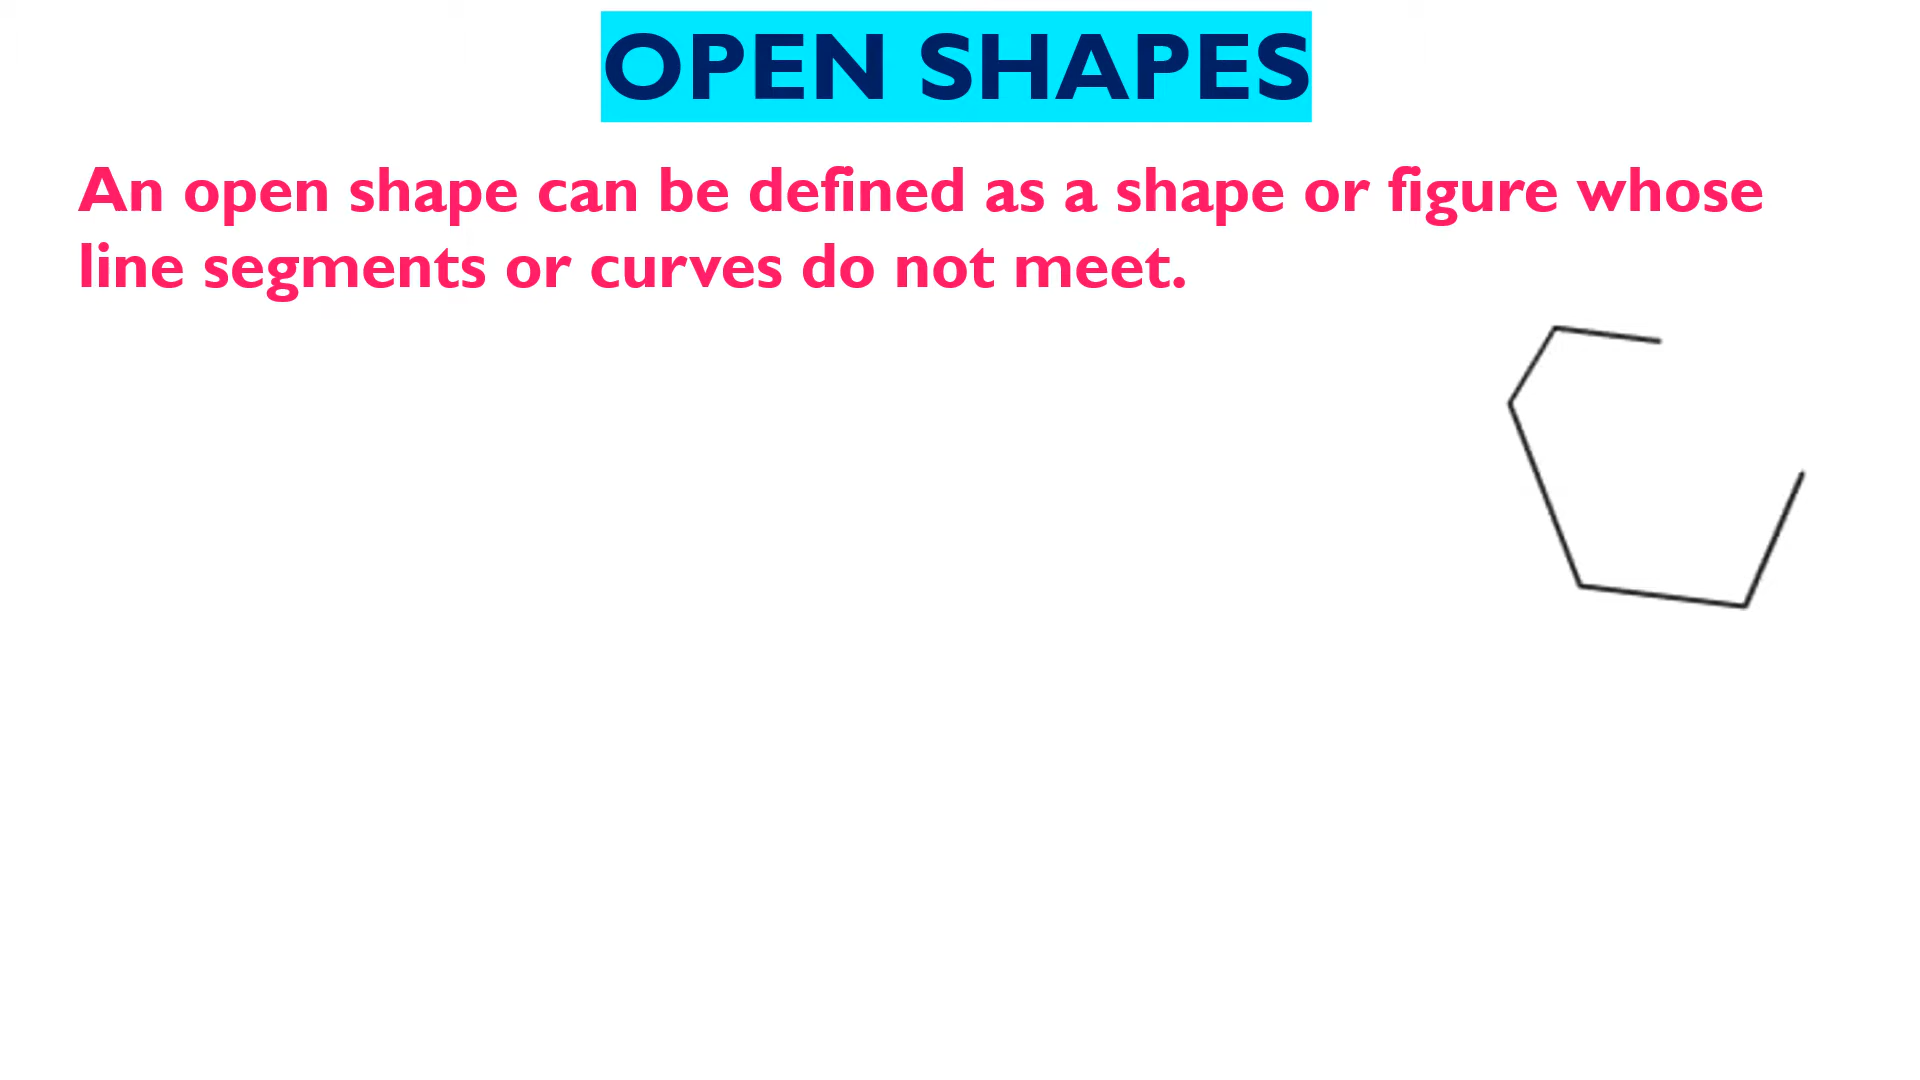 OPEN SHAPES
An open shape can be defined as a shape or figure whose
line segments or curves do not meet.